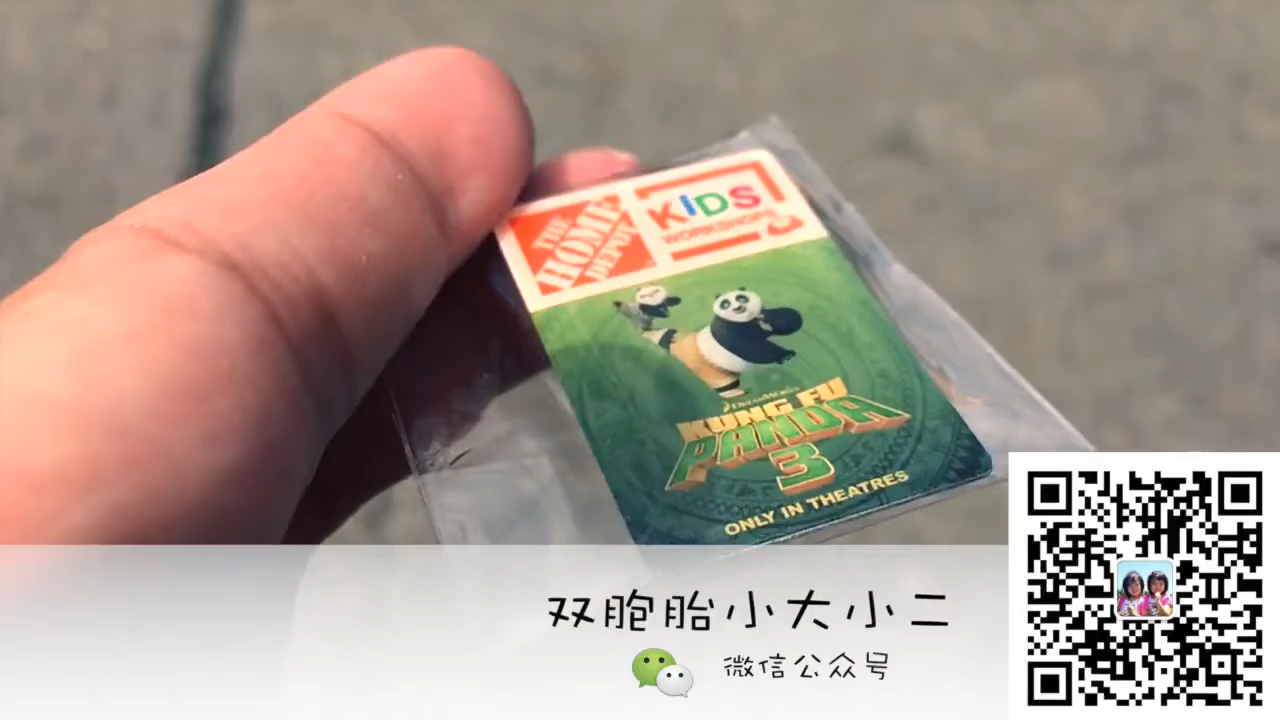 THE
HOME
DEPOT
KIDS
WORKSHOPS
DREAMWORKS
KUNG FU
PANDA
3
ONLY IN THEATRES
双胞胎小大小二
微信公众号